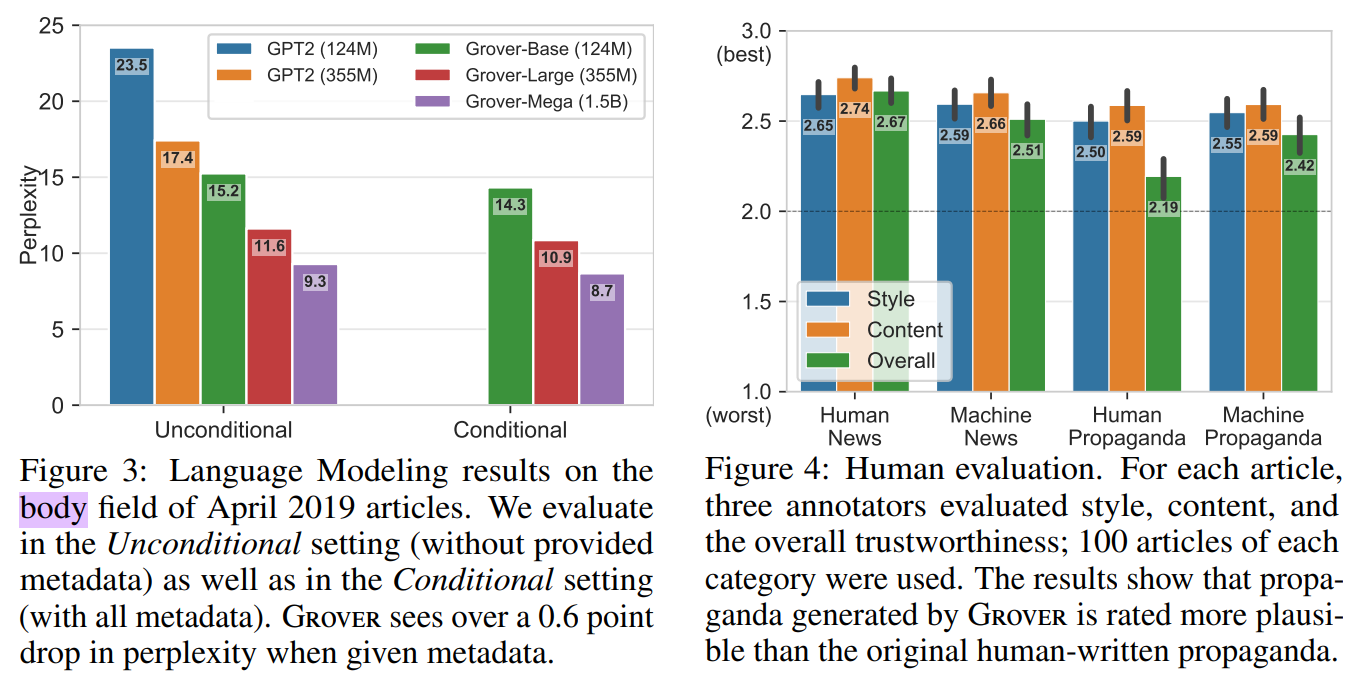 25
20
15
10
5
0
Perplexity
GPT2 (124M)
GPT2 (355M)
Grover-Base (124M)
Grover-Large (355M)
Grover-Mega (1.5B)
23.5
17.4
15.2
11.6
9.3
14.3
10.9
8.7
Unconditional
Conditional
Figure 3: Language Modeling results on the
body field of April 2019 articles. We evaluate
in the Unconditional setting (without provided
metadata) as well as in the Conditional setting
(with all metadata). GROVER sees over a 0.6 point
drop in perplexity when given metadata.
3.0
(best)
2.5
2.0
1.5
1.0
(worst)
2.65
2.74
2.67
2.59
2.66
2.51
2.50
2.59
2.19
2.55
2.59
2.42
Style
Content
Overall
Human
News
Machine
News
Human
Propaganda
Machine
Propaganda
Figure 4: Human evaluation. For each article,
three annotators evaluated style, content, and
the overall trustworthiness; 100 articles of each
category were used. The results show that propa-
ganda generated by GROVER is rated more plausi-
ble than the original human-written propaganda.